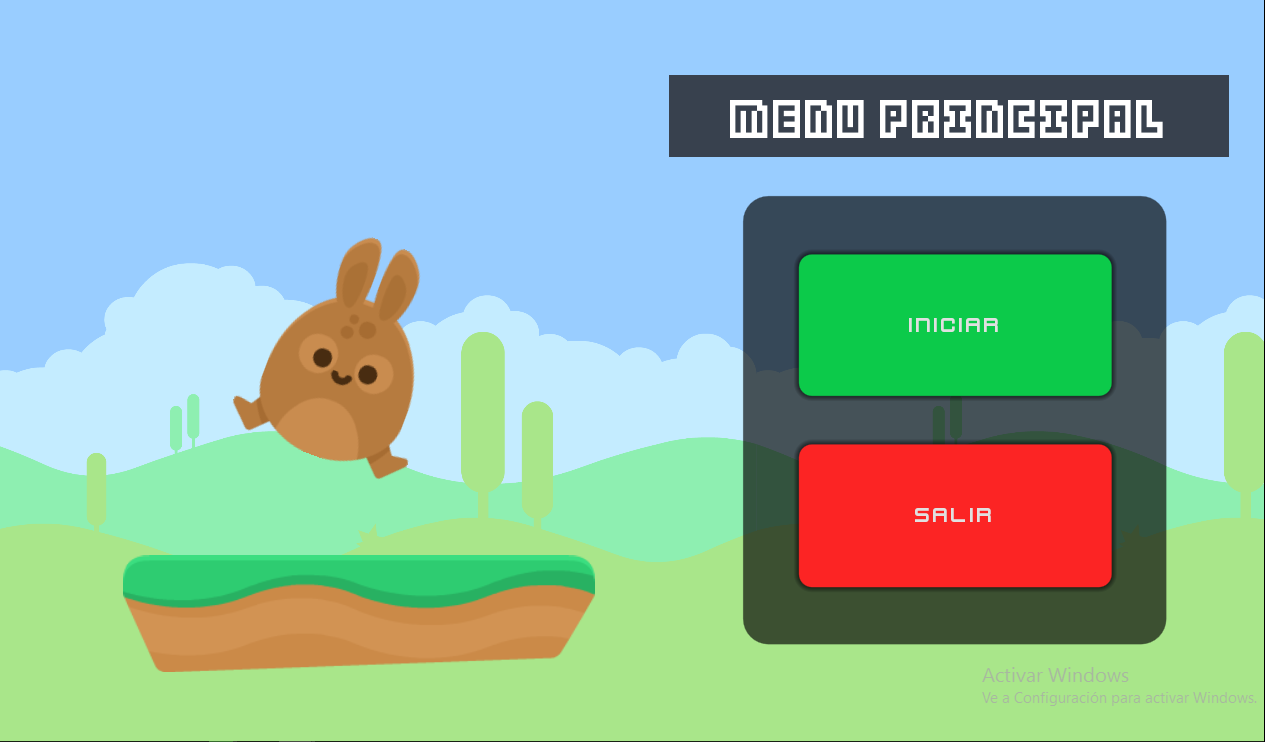 MENU PRINCIPAL
INICIAR
SALIR
Activar Windows
Ve a Configuración para activar Windows.